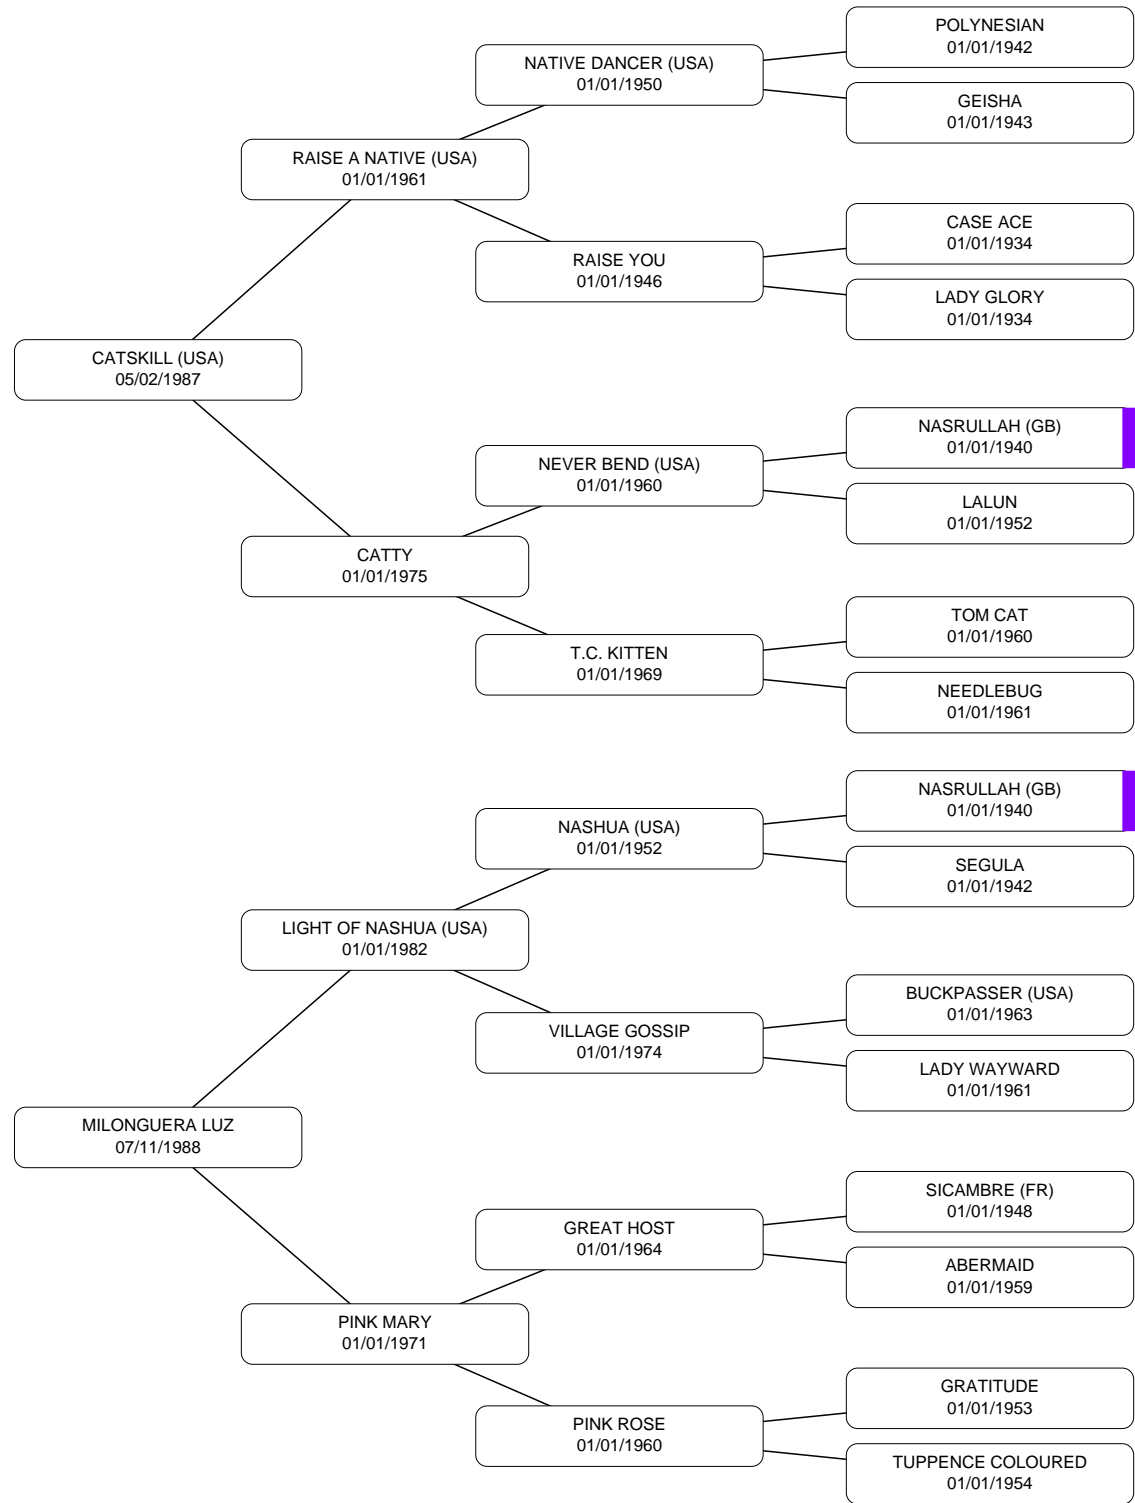 POLYNESIAN
01/01/1942
NATIVE DANCER (USA)
01/01/1950
GEISHA
01/01/1943
RAISE A NATIVE (USA)
01/01/1961
CASE ACE
01/01/1934
RAISE YOU
01/01/1946
LADY GLORY
01/01/1934
CATSKILL (USA)
05/02/1987
NASRULLAH (GB)
01/01/1940
NEVER BEND (USA)
01/01/1960
LALUN
01/01/1952
CATTY
01/01/1975
TOM CAT
01/01/1960
T.C. KITTEN
01/01/1969
NEEDLEBUG
01/01/1961
NASRULLAH (GB)
01/01/1940
NASHUA (USA)
01/01/1952
SEGULA
01/01/1942
LIGHT OF NASHUA (USA)
01/01/1982
BUCKPASSER (USA)
01/01/1963
VILLAGE GOSSIP
01/01/1974
LADY WAYWARD
01/01/1961
MILONGUERA LUZ
07/11/1988
SICAMBRE (FR)
01/01/1948
GREAT HOST
01/01/1964
ABERMAID
01/01/1959
PINK MARY
01/01/1971
GRATITUDE
01/01/1953
PINK ROSE
01/01/1960
TUPPENCE COLOURED
01/01/1954